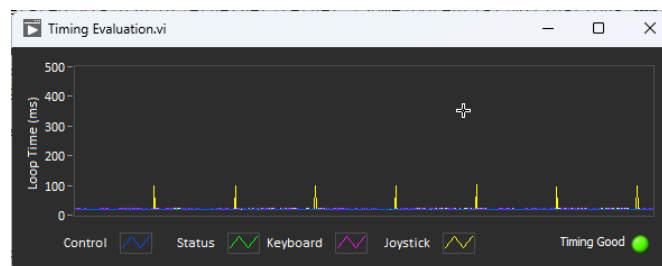 Timing Evaluation.vi
500
400
300
200
100
0
Loop Time (ms)
Control Status Keyboard Joystick Timing Good